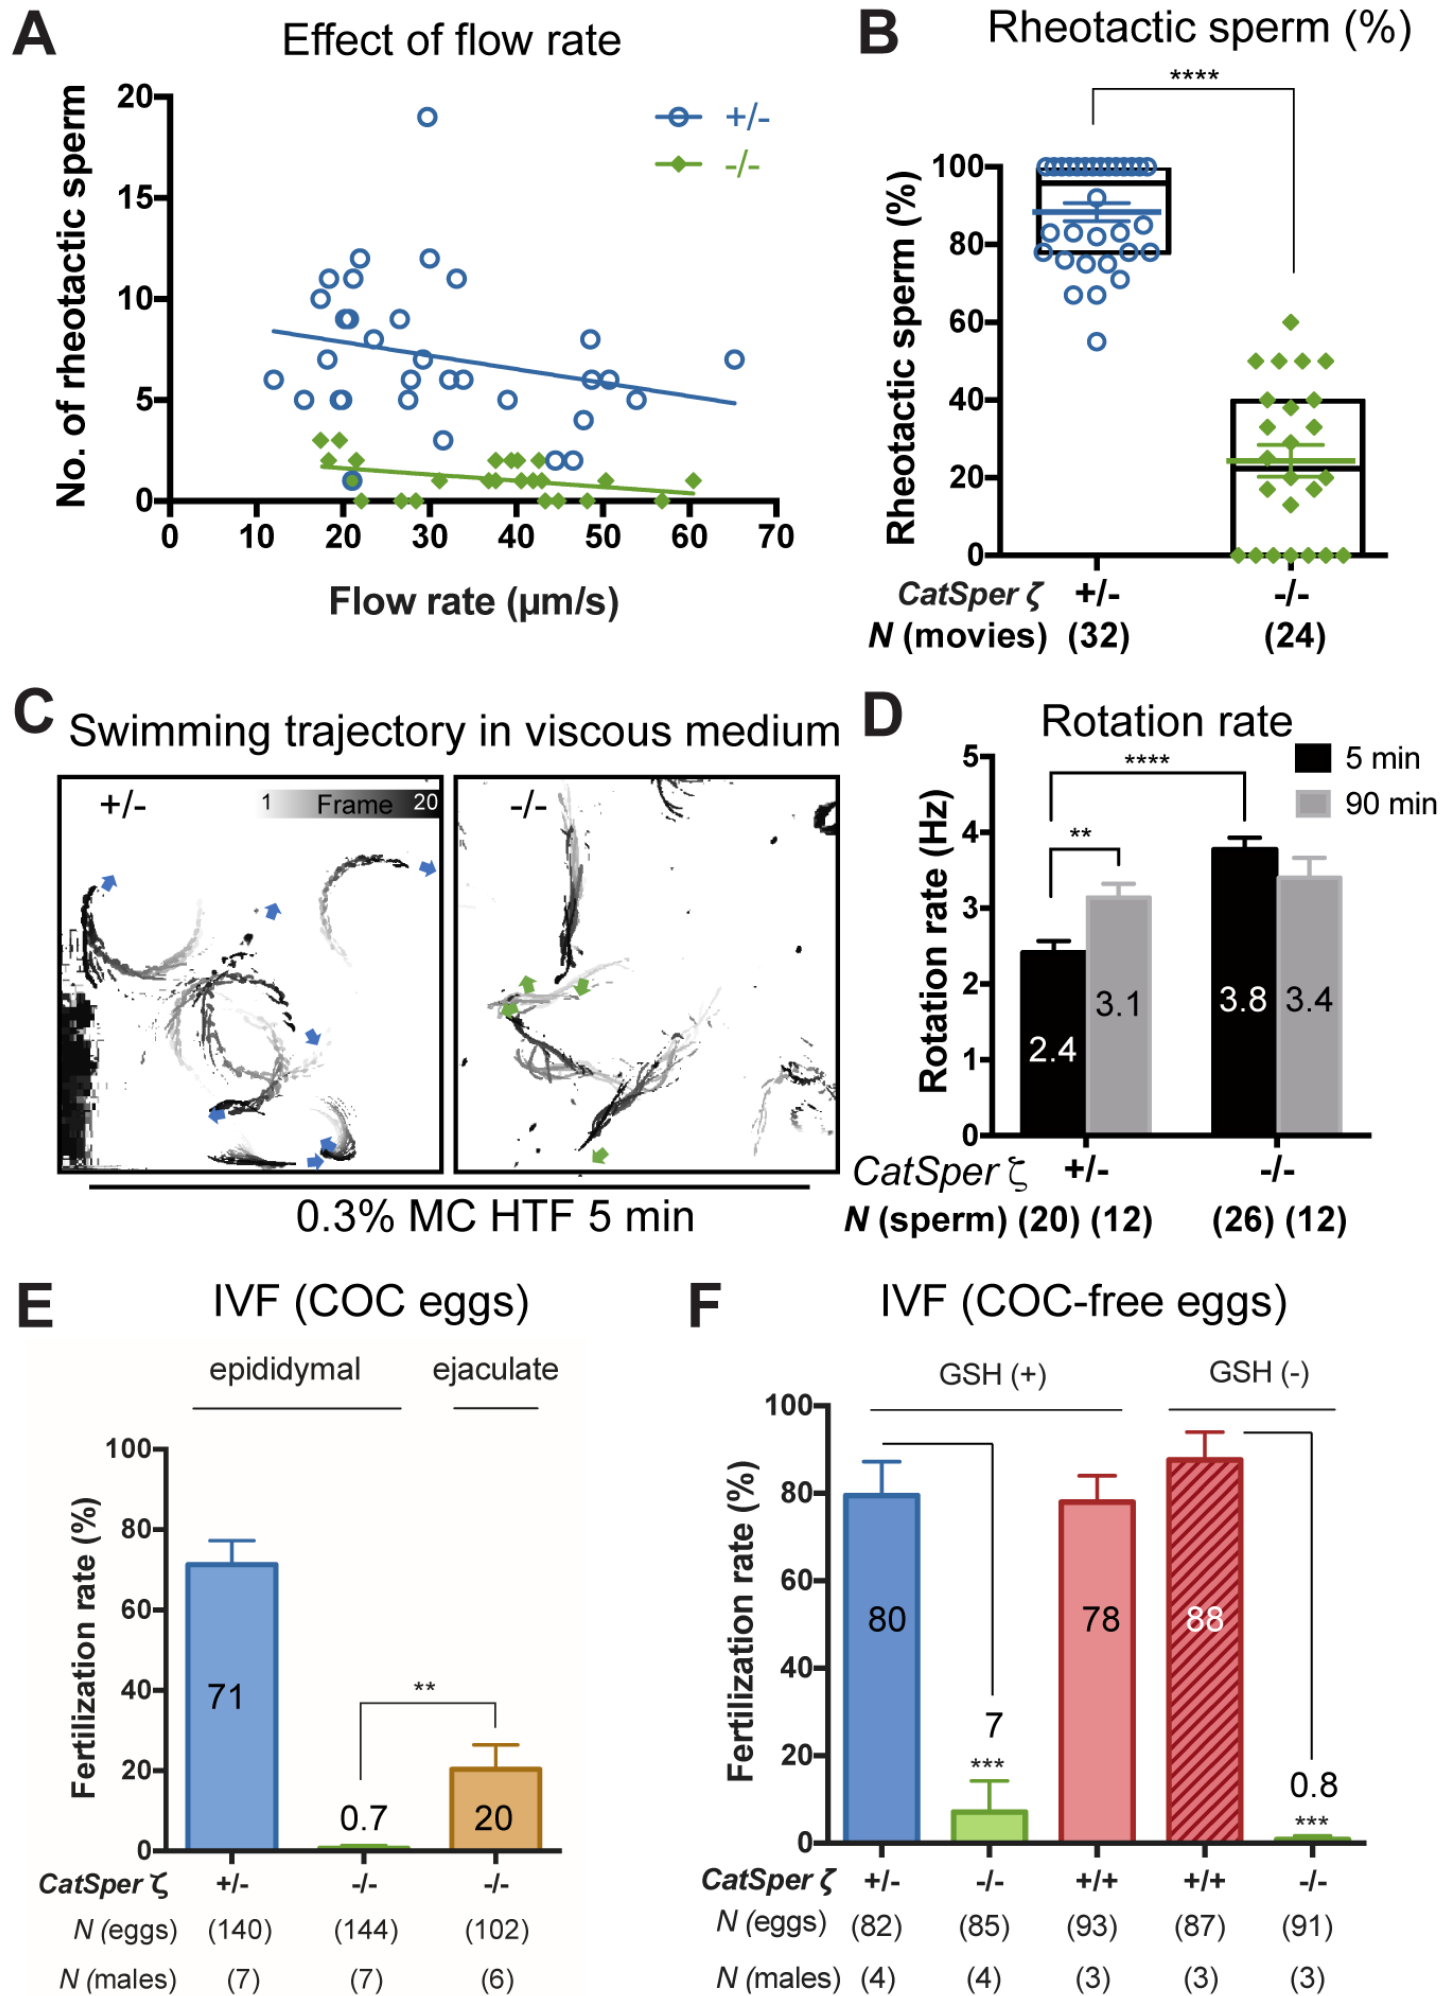 A
Effect of flow rate
No. of rheotactic sperm
20
15
10
5
0
0 10 20 30 40 50 60 70
Flow rate (µm/s)
+/-
-/-
B
Rheotactic sperm (%)
****
Rheotactic sperm (%)
100
80
60
40
20
0
CatSper ζ +/- -/-
N (movies) (32) (24)
C
Swimming trajectory in viscous medium
+/-
1 Frame 20
-/-
0.3% MC HTF 5 min
D
Rotation rate
5 min
90 min
****
**
Rotation rate (Hz)
5
4
3
2
1
0
2.4
3.1
3.8
3.4
CatSper ζ +/- -/-
N (sperm) (20) (12) (26) (12)
E
IVF (COC eggs)
epididymal ejaculate
Fertilization rate (%)
100
80
60
40
20
0
71
0.7
**
20
CatSper ζ +/- -/- -/-
N (eggs) (140) (144) (102)
N (males) (7) (7) (6)
F
IVF (COC-free eggs)
GSH (+) GSH (-)
Fertilization rate (%)
100
80
60
40
20
0
80
7
***
78
88
0.8
***
CatSper ζ +/- -/- +/+ +/+ -/-
N (eggs) (82) (85) (93) (87) (91)
N (males) (4) (4) (3) (3) (3)